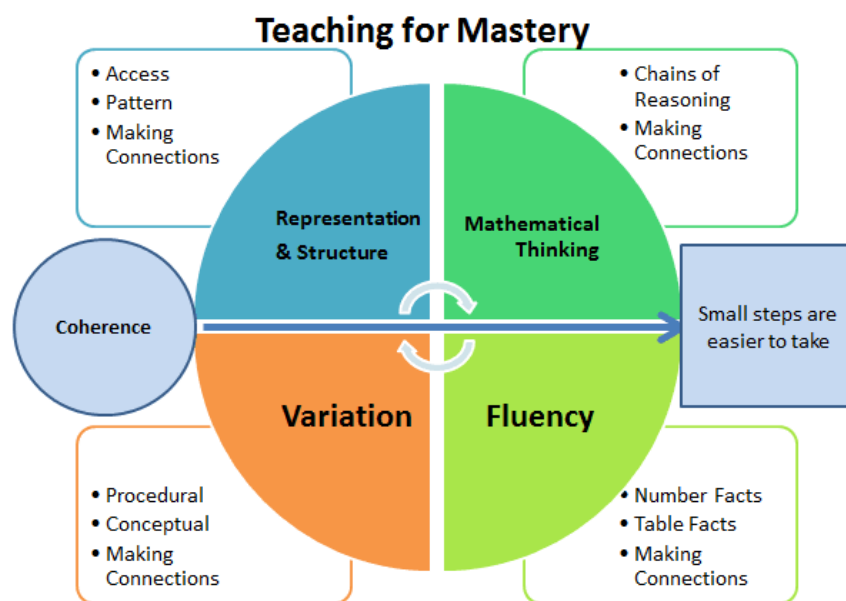 Teaching for Mastery
• Access
• Pattern
• Making
Connections
• Chains of
Reasoning
• Making
Connections
Representation
& Structure
Mathematical
Thinking
Coherence
Small steps are
easier to take
Variation
Fluency
• Procedural
• Conceptual
• Making
Connections
• Number Facts
• Table Facts
• Making
Connections